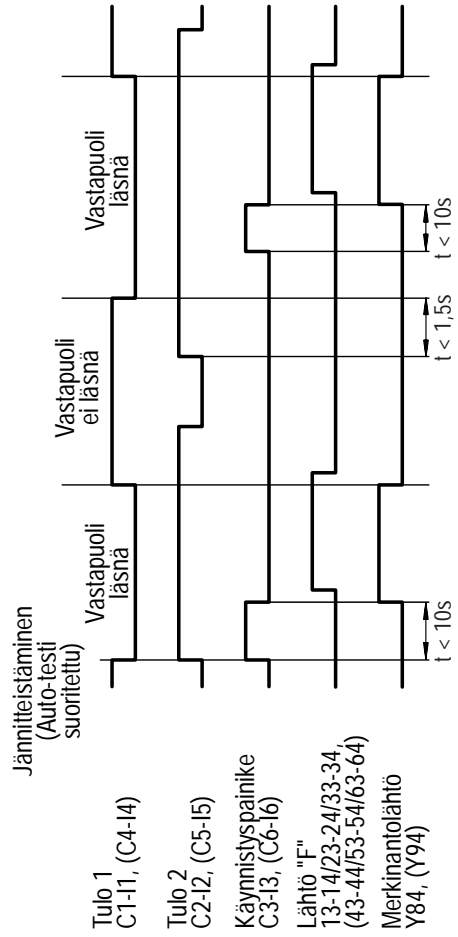 Jännitteistäminen
(Auto-testi
suoritettu)
Vastapuoli
läsnä
Vastapuoli
ei läsnä
Vastapuoli
läsnä
Tulo 1
C1-I1, (C4-I4)
Tulo 2
C2-I2, (C5-I5)
Käynnistyspainike
C3-I3, (C6-I6)
Lähtö "F"
13-14/23-24/33-34,
(43-44/53-54/63-64)
Merkinantolähtö
Y84, (Y94)
t < 10s
t < 1,5s
t < 10s